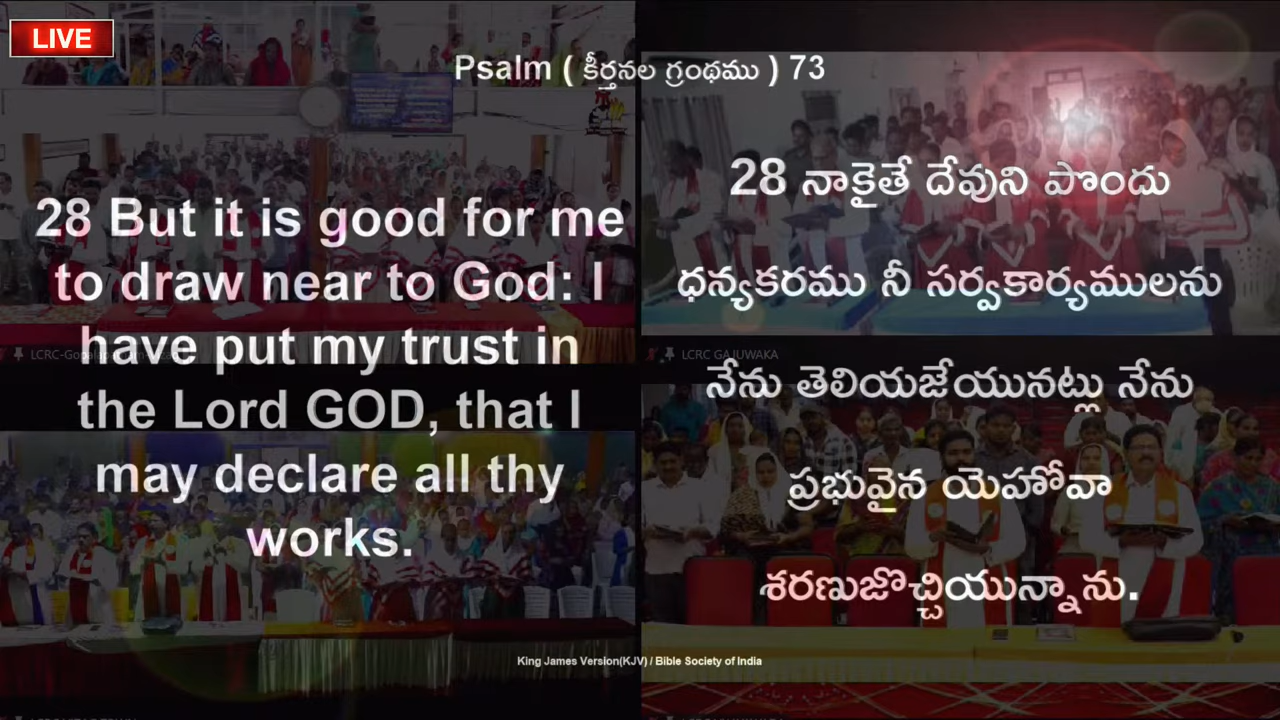 LIVE
Psalm ( కీర్తనల గ్రంథము ) 73
28 But it is good for me
to draw near to God: I
have put my trust in
the Lord GOD, that I
may declare all thy
works.
28 నాకైతే దేవుని పొందు
ధన్యకరము నీ సర్వకార్యములను
నేను తెలియజేయునట్లు నేను
ప్రభువైన యెహోవా
శరణుజొచ్చియున్నాను.
LCRC GAJUWAKA
King James Version(KJV) / Bible Society of India